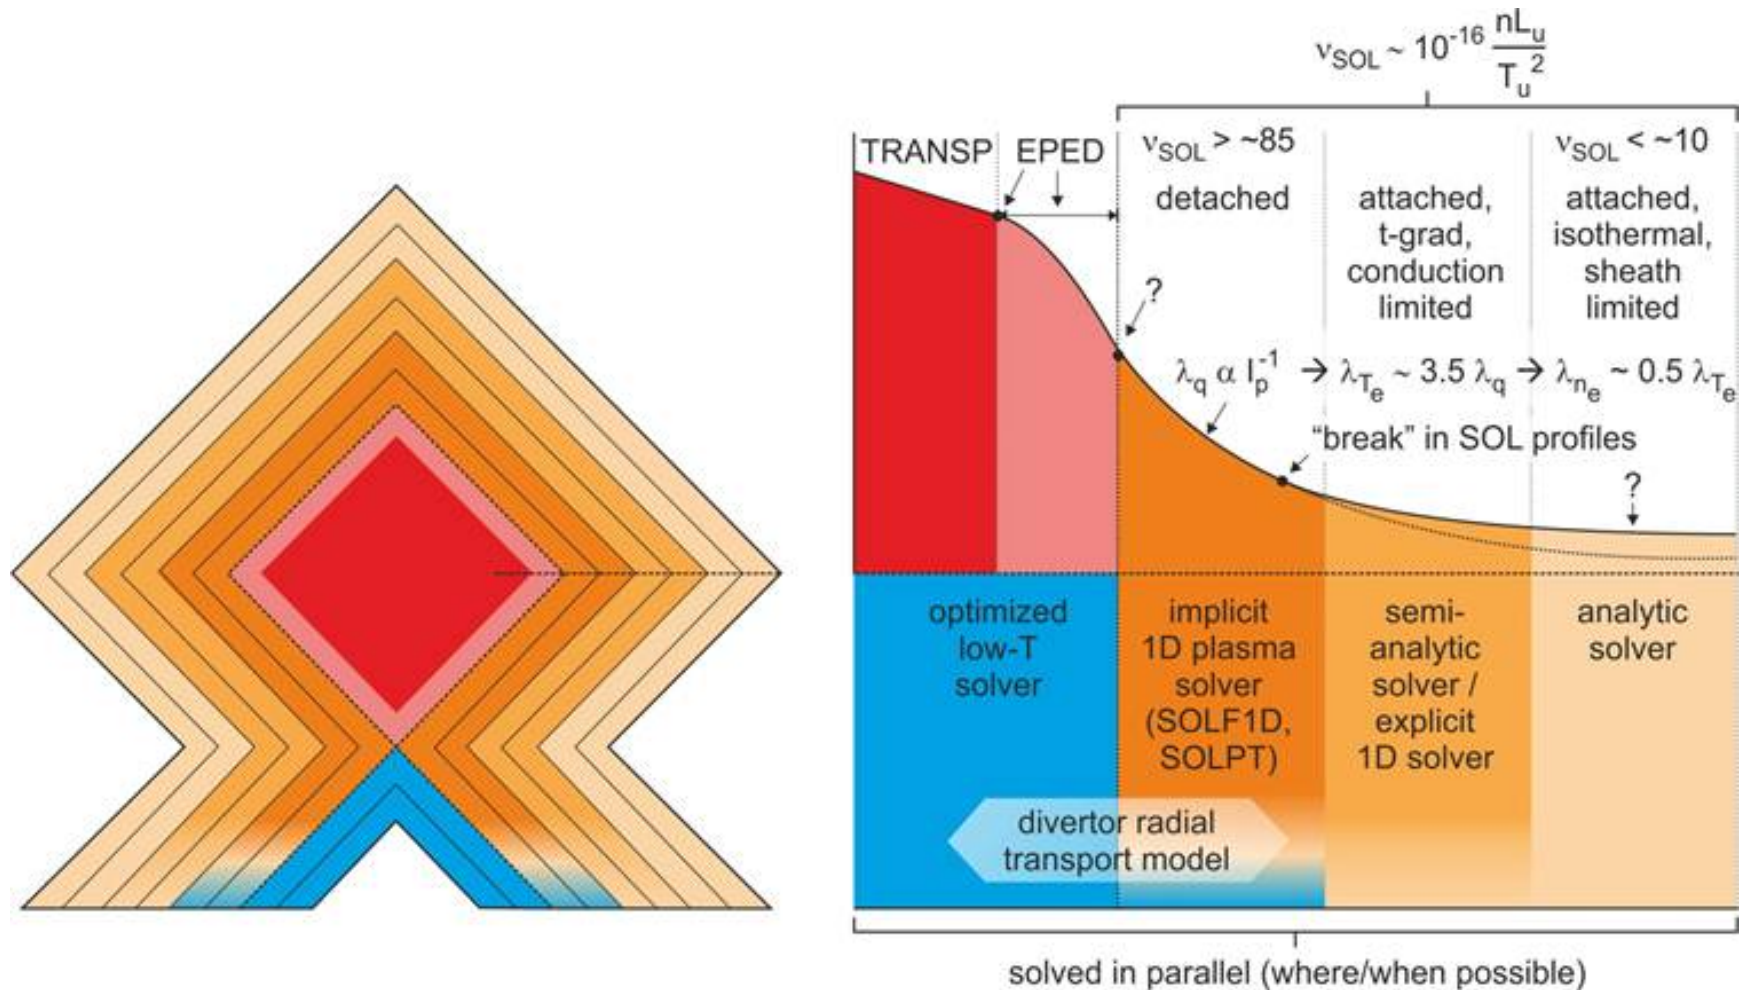 ν_SOL ~ 10^-16 nL_u / T_u^2
TRANSP
EPED
ν_SOL > ~85
ν_SOL < ~10
detached
attached,
t-grad,
conduction
limited
attached,
isothermal,
sheath
limited
?
λ_q α I_p^-1 → λ_Te ~ 3.5 λ_q → λ_ne ~ 0.5 λ_Te
“break” in SOL profiles
?
optimized
low-T
solver
implicit
1D plasma
solver
(SOLF1D,
SOLPT)
semi-
analytic
solver /
explicit
1D solver
analytic
solver
divertor radial
transport model
solved in parallel (where/when possible)